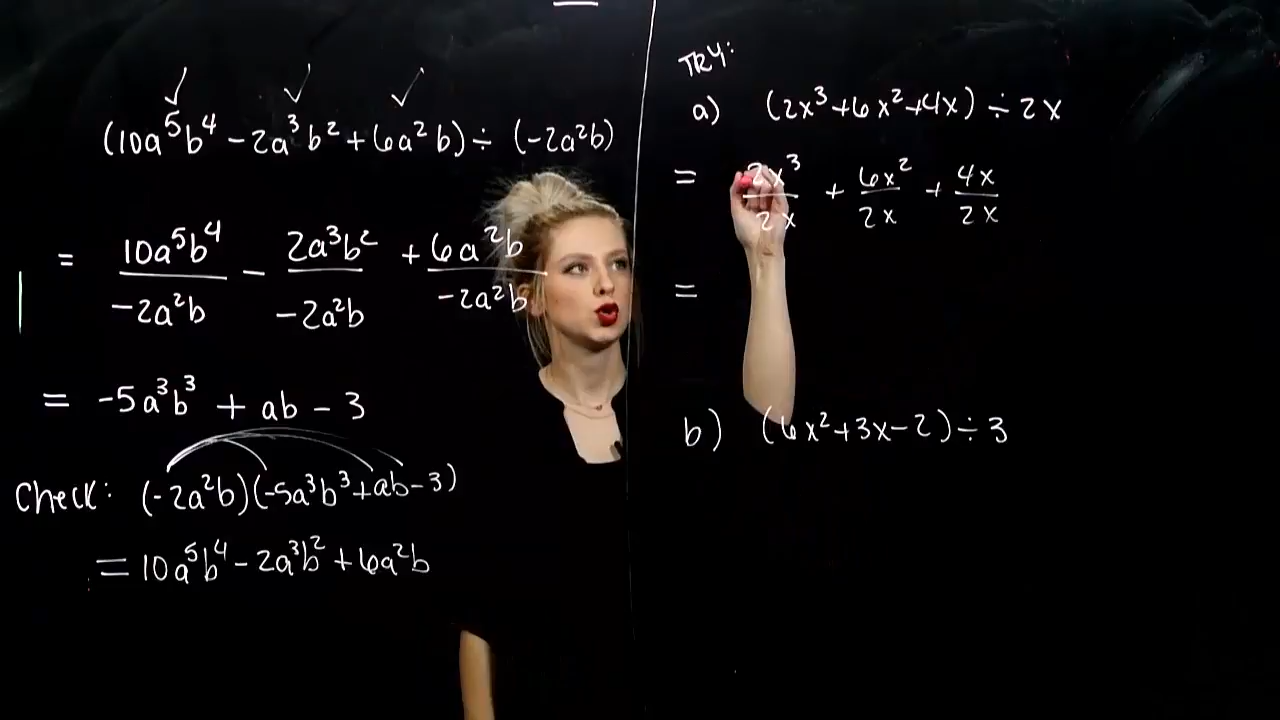 (10a⁵b⁴ - 2a³b² + 6a²b) ÷ (-2a²b)
= 10a⁵b⁴/-2a²b - 2a³b²/-2a²b + 6a²b/-2a²b
= -5a³b³ + ab - 3
Check: (-2a²b)(-5a³b³+ab-3)
= 10a⁵b⁴ - 2a³b² + 6a²b
TRY:
a) (2x³+6x²+4x) ÷ 2x
= 2x³/2x + 6x²/2x + 4x/2x
=
b) (6x²+3x-2) ÷ 3